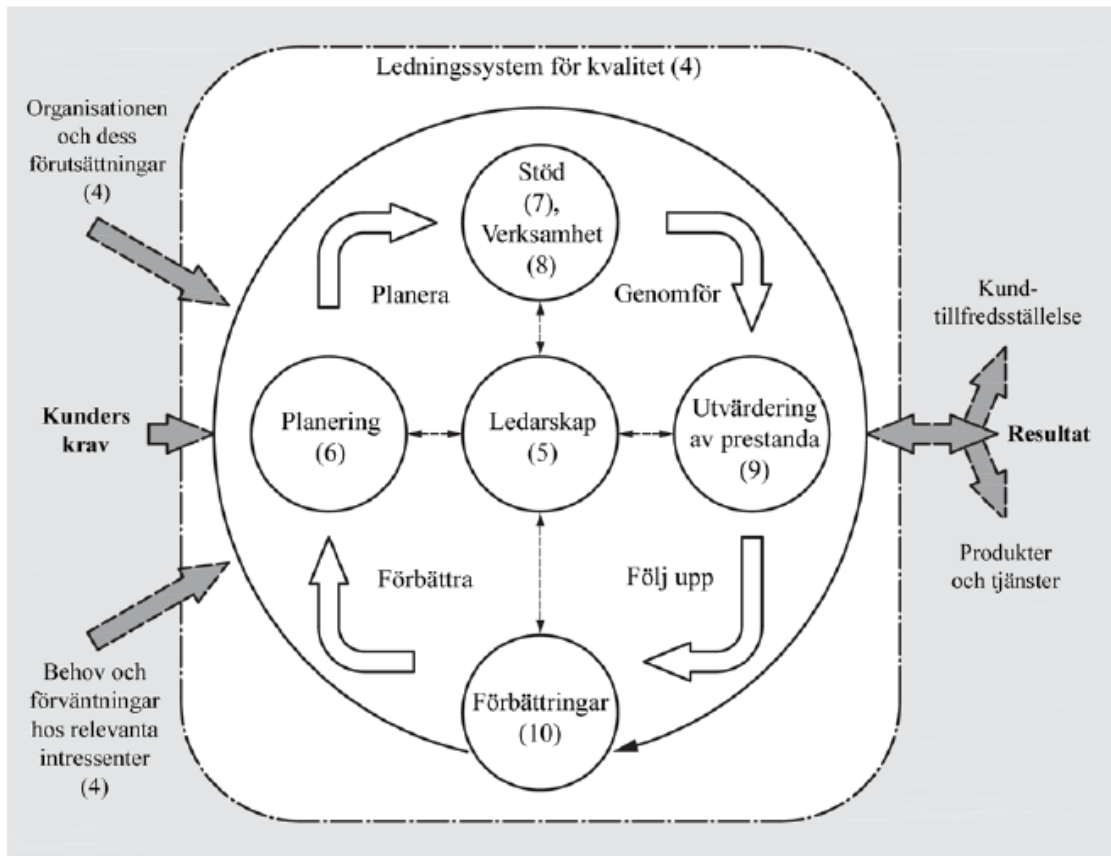 Ledningssystem för kvalitet (4)
Organisationen
och dess
förutsättningar
(4)
Stöd
(7),
Verksamhet
(8)
Planera
Genomför
Kund-
tillfredsställelse
Kunders
krav
Planering
(6)
Ledarskap
(5)
Utvärdering
av prestanda
(9)
Resultat
Förbättra
Följ upp
Produkter
och tjänster
Behov och
förväntningar
hos relevanta
intressenter
(4)
Förbättringar
(10)